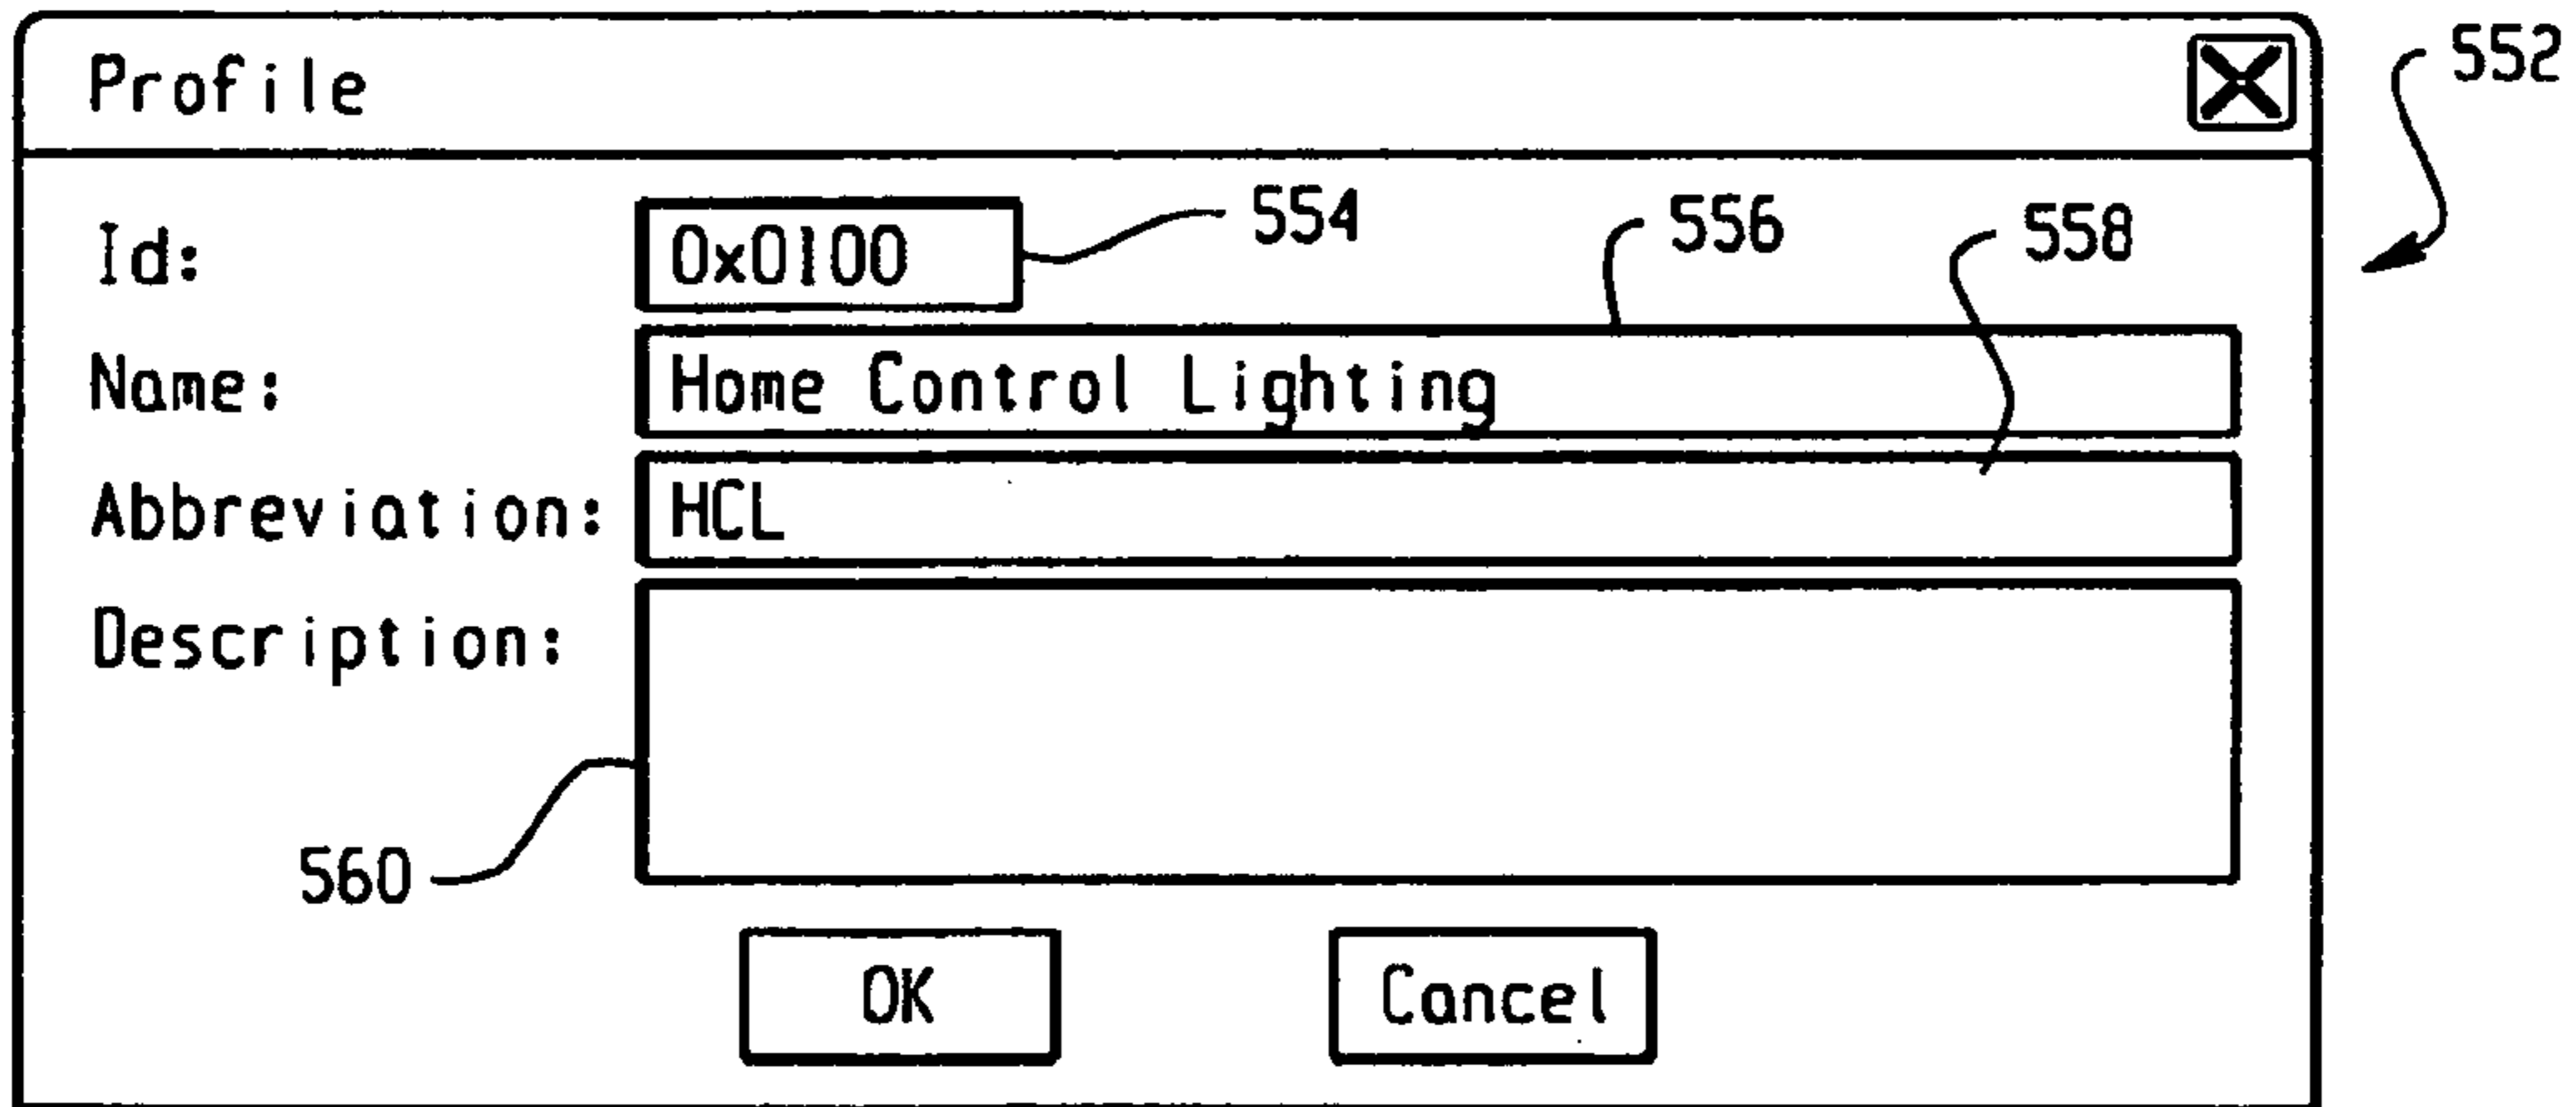 Profile
552
Id: 0x0100 554 556 558
Name: Home Control Lighting
Abbreviation: HCL
Description:
560
OK Cancel